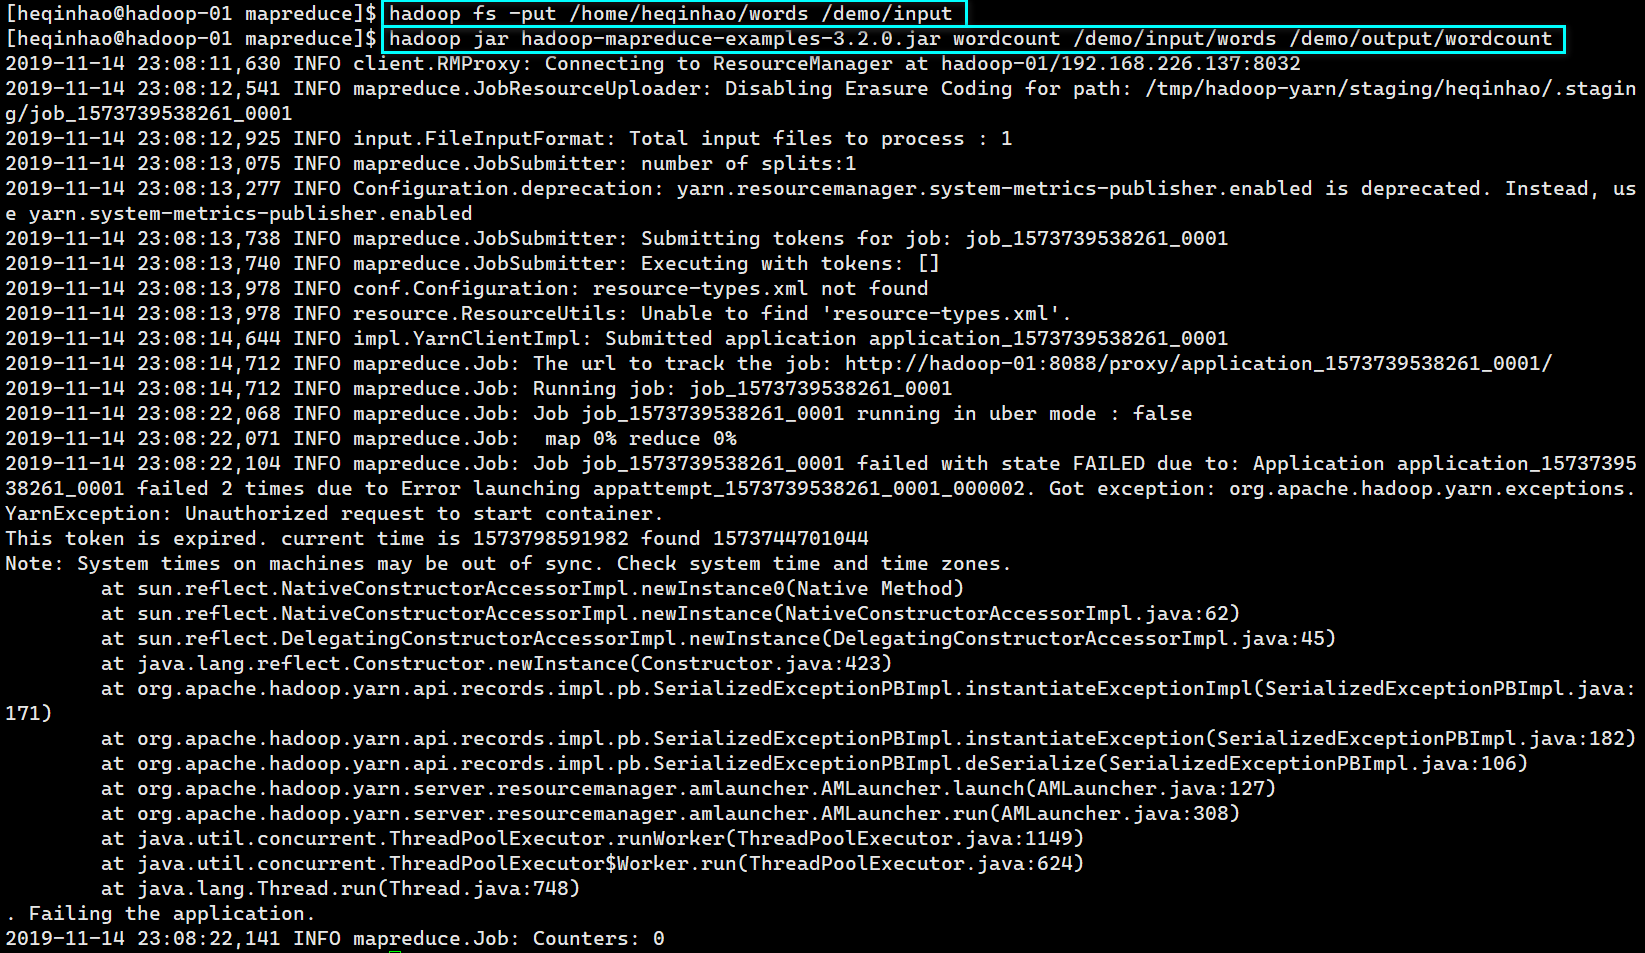 [heqinhao@hadoop-01 mapreduce]$ hadoop fs -put /home/heqinhao/words /demo/input
[heqinhao@hadoop-01 mapreduce]$ hadoop jar hadoop-mapreduce-examples-3.2.0.jar wordcount /demo/input/words /demo/output/wordcount
2019-11-14 23:08:11,630 INFO client.RMProxy: Connecting to ResourceManager at hadoop-01/192.168.226.137:8032
2019-11-14 23:08:12,541 INFO mapreduce.JobResourceUploader: Disabling Erasure Coding for path: /tmp/hadoop-yarn/staging/heqinhao/.stagin
g/job_1573739538261_0001
2019-11-14 23:08:12,925 INFO input.FileInputFormat: Total input files to process : 1
2019-11-14 23:08:13,075 INFO mapreduce.JobSubmitter: number of splits:1
2019-11-14 23:08:13,277 INFO Configuration.deprecation: yarn.resourcemanager.system-metrics-publisher.enabled is deprecated. Instead, us
e yarn.system-metrics-publisher.enabled
2019-11-14 23:08:13,738 INFO mapreduce.JobSubmitter: Submitting tokens for job: job_1573739538261_0001
2019-11-14 23:08:13,740 INFO mapreduce.JobSubmitter: Executing with tokens: []
2019-11-14 23:08:13,978 INFO conf.Configuration: resource-types.xml not found
2019-11-14 23:08:13,978 INFO resource.ResourceUtils: Unable to find 'resource-types.xml'.
2019-11-14 23:08:14,644 INFO impl.YarnClientImpl: Submitted application application_1573739538261_0001
2019-11-14 23:08:14,712 INFO mapreduce.Job: The url to track the job: http://hadoop-01:8088/proxy/application_1573739538261_0001/
2019-11-14 23:08:14,712 INFO mapreduce.Job: Running job: job_1573739538261_0001
2019-11-14 23:08:22,068 INFO mapreduce.Job: Job job_1573739538261_0001 running in uber mode : false
2019-11-14 23:08:22,071 INFO mapreduce.Job:  map 0% reduce 0%
2019-11-14 23:08:22,104 INFO mapreduce.Job: Job job_1573739538261_0001 failed with state FAILED due to: Application application_15737395
38261_0001 failed 2 times due to Error launching appattempt_1573739538261_0001_000002. Got exception: org.apache.hadoop.yarn.exceptions.
YarnException: Unauthorized request to start container.
This token is expired. current time is 1573798591982 found 1573744701044
Note: System times on machines may be out of sync. Check system time and time zones.
        at sun.reflect.NativeConstructorAccessorImpl.newInstance0(Native Method)
        at sun.reflect.NativeConstructorAccessorImpl.newInstance(NativeConstructorAccessorImpl.java:62)
        at sun.reflect.DelegatingConstructorAccessorImpl.newInstance(DelegatingConstructorAccessorImpl.java:45)
        at java.lang.reflect.Constructor.newInstance(Constructor.java:423)
        at org.apache.hadoop.yarn.api.records.impl.pb.SerializedExceptionPBImpl.instantiateExceptionImpl(SerializedExceptionPBImpl.java:
171)
        at org.apache.hadoop.yarn.api.records.impl.pb.SerializedExceptionPBImpl.instantiateException(SerializedExceptionPBImpl.java:182)
        at org.apache.hadoop.yarn.api.records.impl.pb.SerializedExceptionPBImpl.deSerialize(SerializedExceptionPBImpl.java:106)
        at org.apache.hadoop.yarn.server.resourcemanager.amlauncher.AMLauncher.launch(AMLauncher.java:127)
        at org.apache.hadoop.yarn.server.resourcemanager.amlauncher.AMLauncher.run(AMLauncher.java:308)
        at java.util.concurrent.ThreadPoolExecutor.runWorker(ThreadPoolExecutor.java:1149)
        at java.util.concurrent.ThreadPoolExecutor$Worker.run(ThreadPoolExecutor.java:624)
        at java.lang.Thread.run(Thread.java:748)
. Failing the application.
2019-11-14 23:08:22,141 INFO mapreduce.Job: Counters: 0